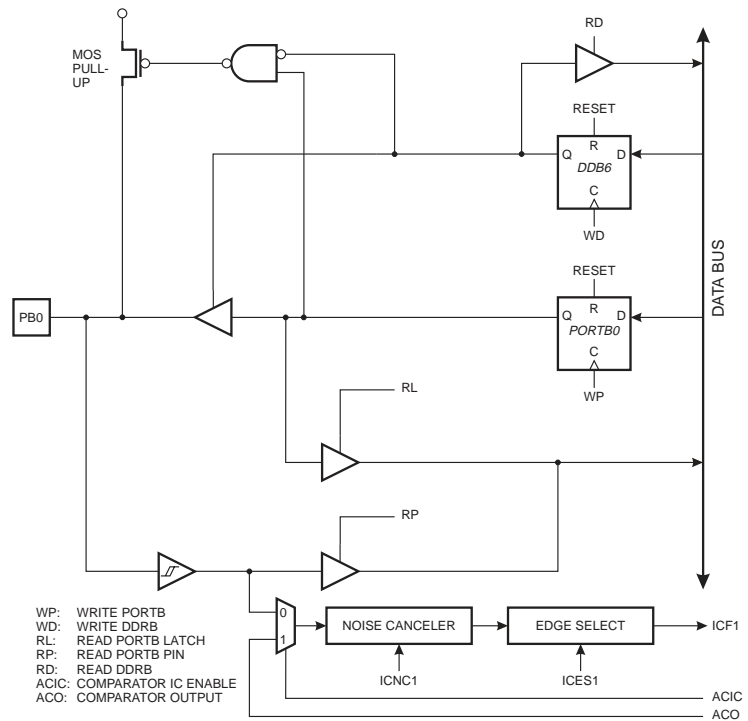 RD
MOS
PULL-
UP
RESET
R
Q
D
DDB6
C
WD
RESET
DATA BUS
R
PB0
Q
D
PORTB0
C
WP
RL
RP
WP: WRITE PORTB
WD: WRITE DDRB
RL: READ PORTB LATCH
RP: READ PORTB PIN
RD: READ DDRB
ACIC: COMPARATOR IC ENABLE
ACO: COMPARATOR OUTPUT
0
1
NOISE CANCELER
EDGE SELECT
ICF1
ICNC1
ICES1
ACIC
ACO